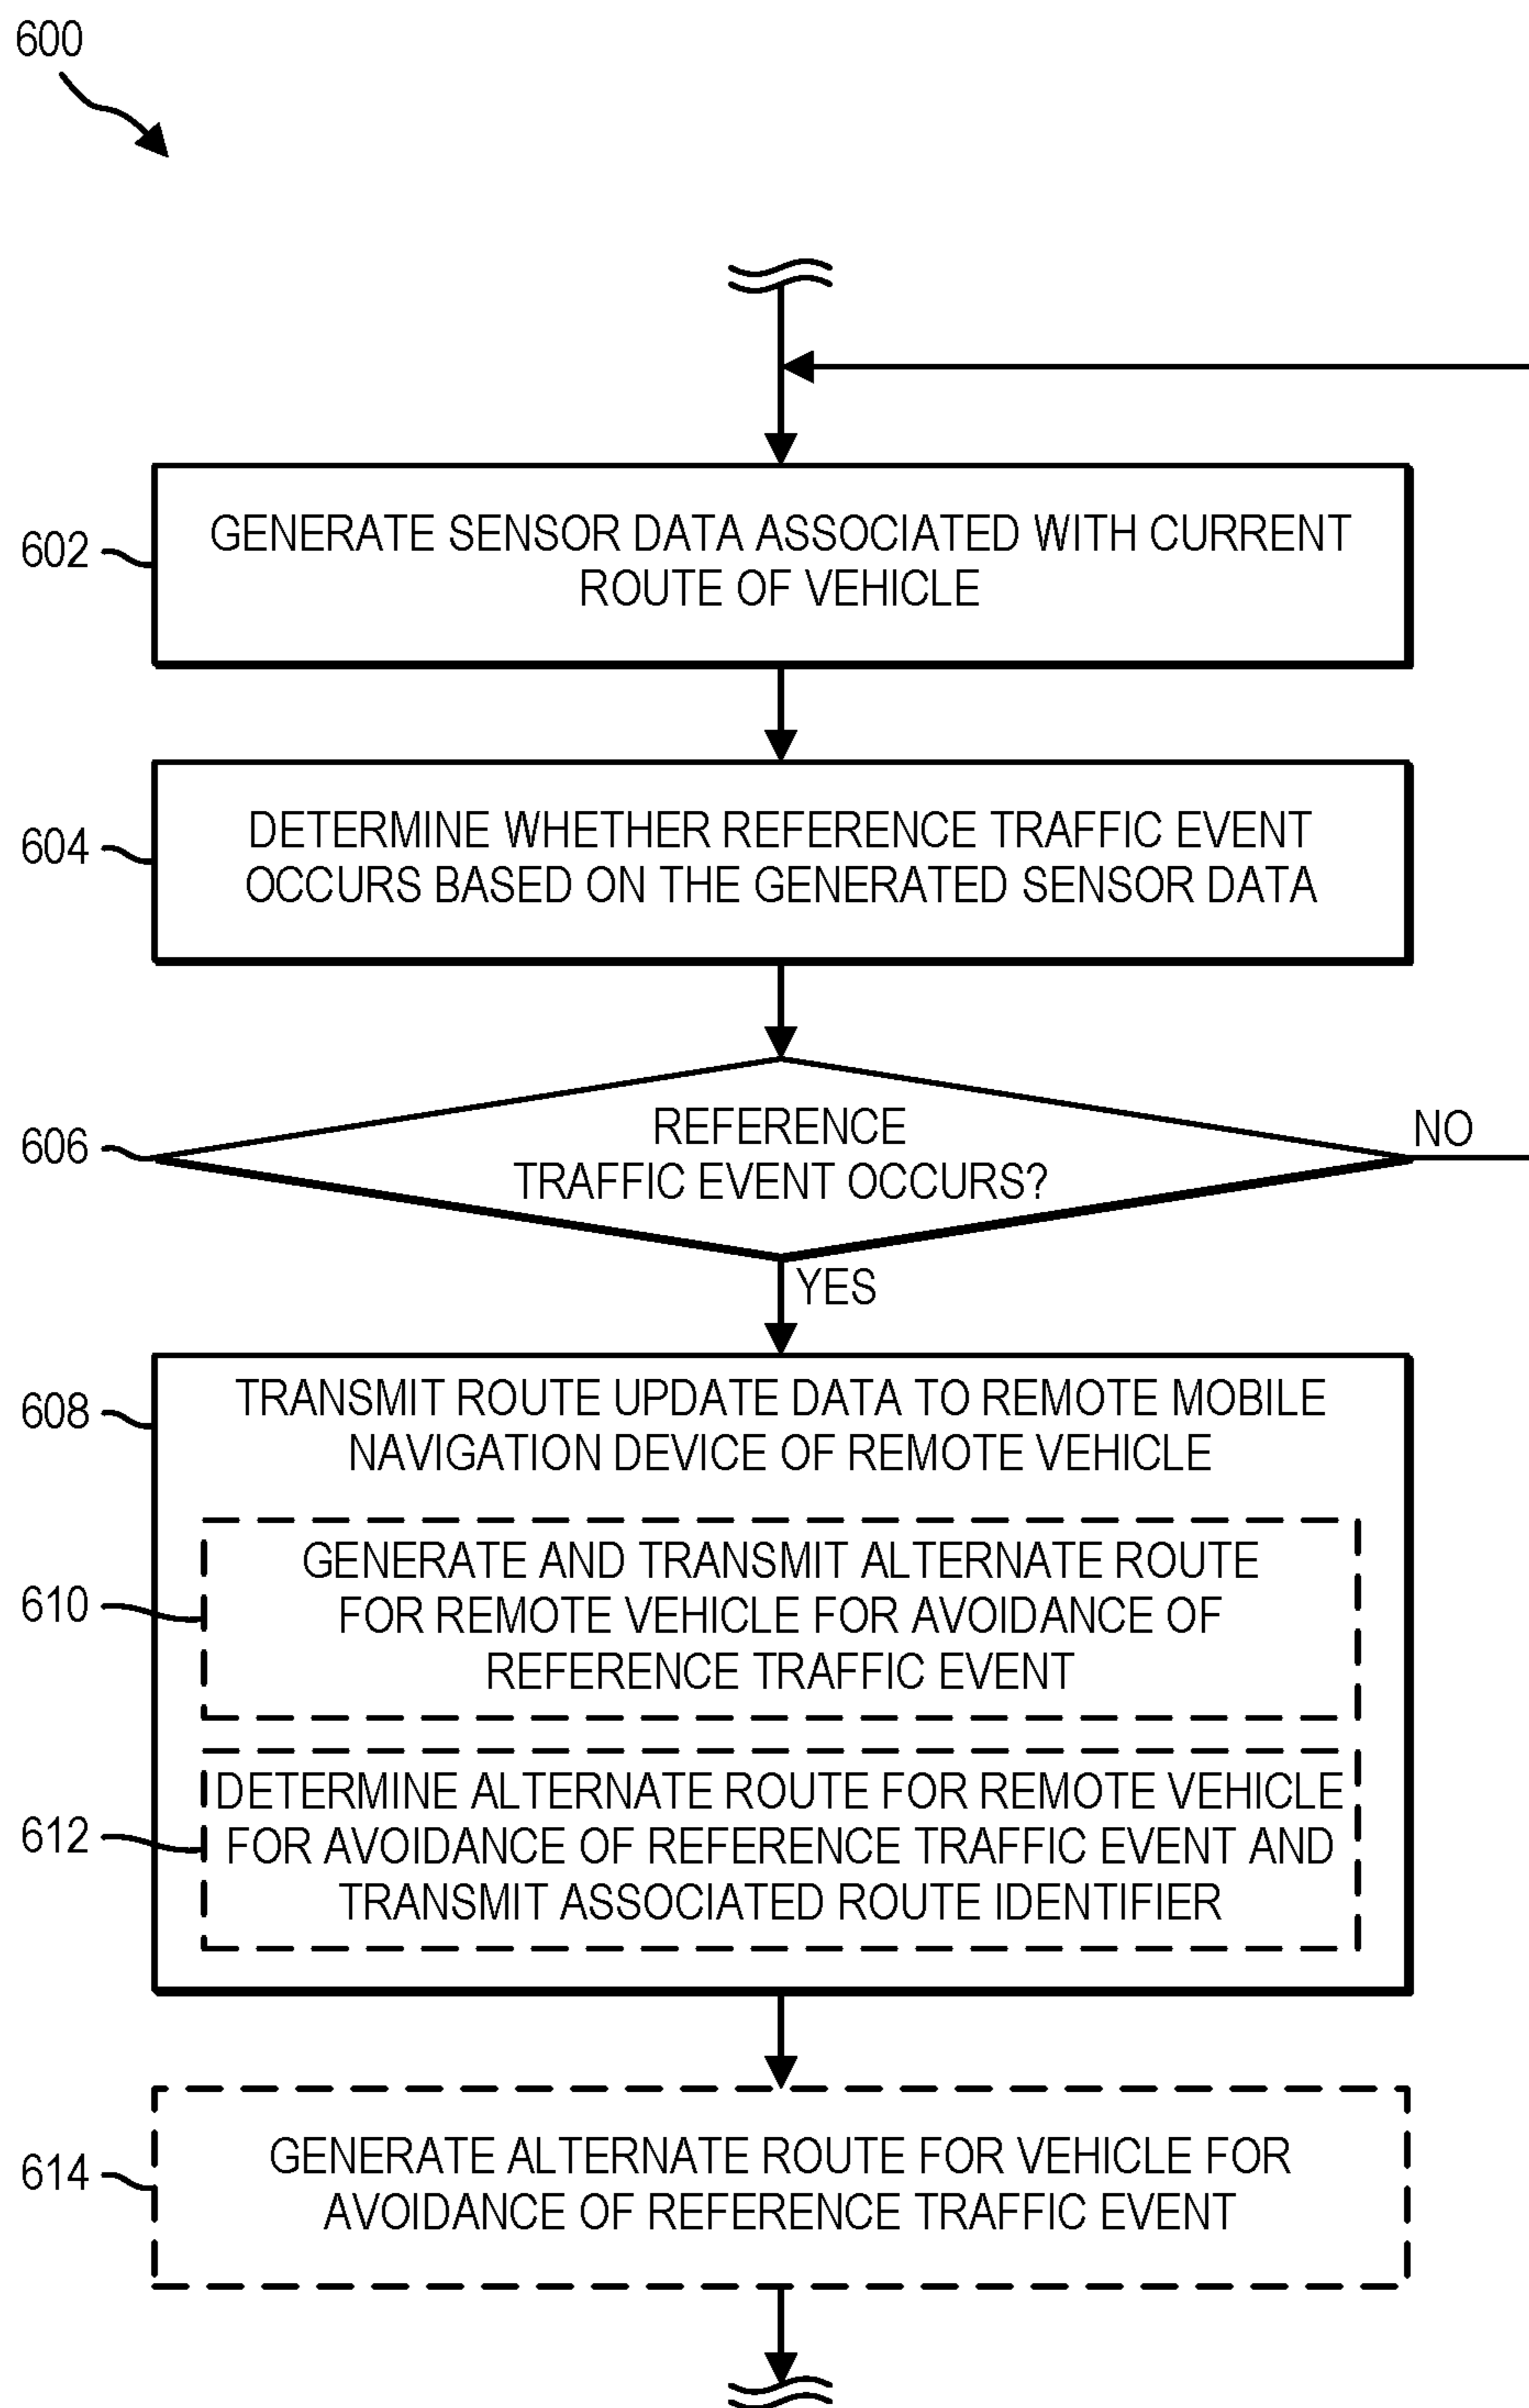 600
602
GENERATE SENSOR DATA ASSOCIATED WITH CURRENT
ROUTE OF VEHICLE
604
DETERMINE WHETHER REFERENCE TRAFFIC EVENT
OCCURS BASED ON THE GENERATED SENSOR DATA
606
REFERENCE
TRAFFIC EVENT OCCURS?
NO
YES
608
TRANSMIT ROUTE UPDATE DATA TO REMOTE MOBILE
NAVIGATION DEVICE OF REMOTE VEHICLE
610
GENERATE AND TRANSMIT ALTERNATE ROUTE
FOR REMOTE VEHICLE FOR AVOIDANCE OF
REFERENCE TRAFFIC EVENT
612
DETERMINE ALTERNATE ROUTE FOR REMOTE VEHICLE
FOR AVOIDANCE OF REFERENCE TRAFFIC EVENT AND
TRANSMIT ASSOCIATED ROUTE IDENTIFIER
614
GENERATE ALTERNATE ROUTE FOR VEHICLE FOR
AVOIDANCE OF REFERENCE TRAFFIC EVENT